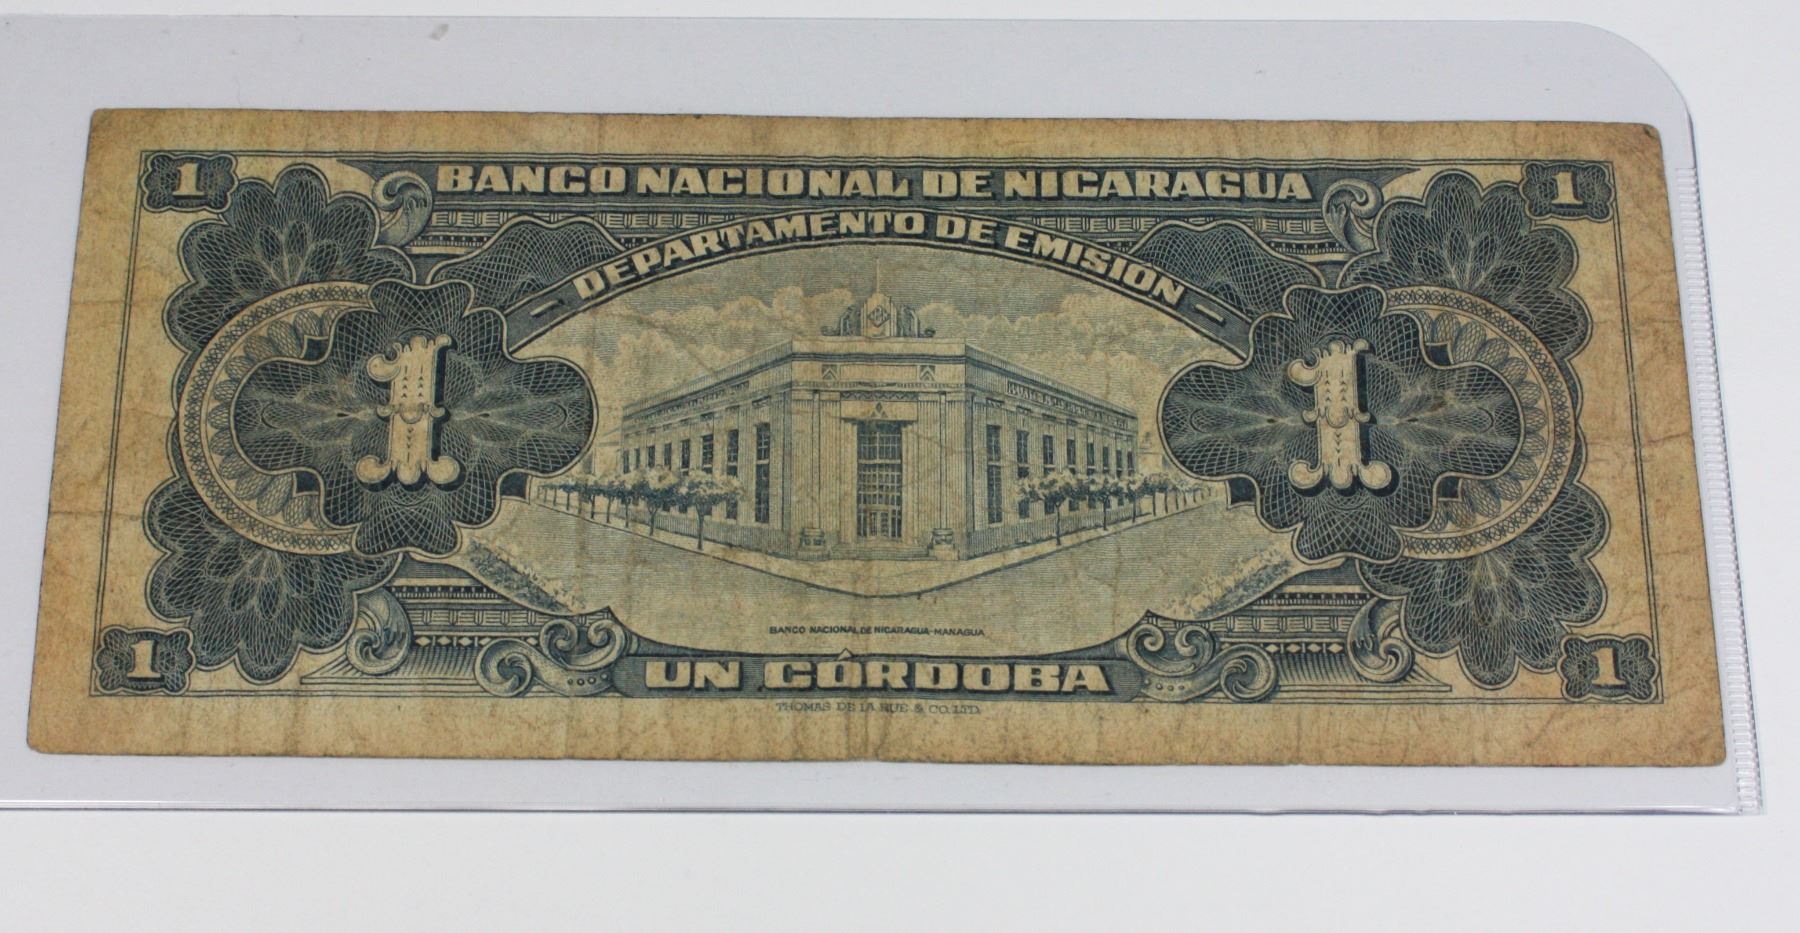 1 BANCO NACIONAL DE NICARAGUA 1
- DEPARTAMENTO DE EMISION -
1 1
BANCO NACIONAL DE NICARAGUA-MANAGUA
1 UN CÓRDOBA 1
THOMAS DE LA RUE & CO. LTD.